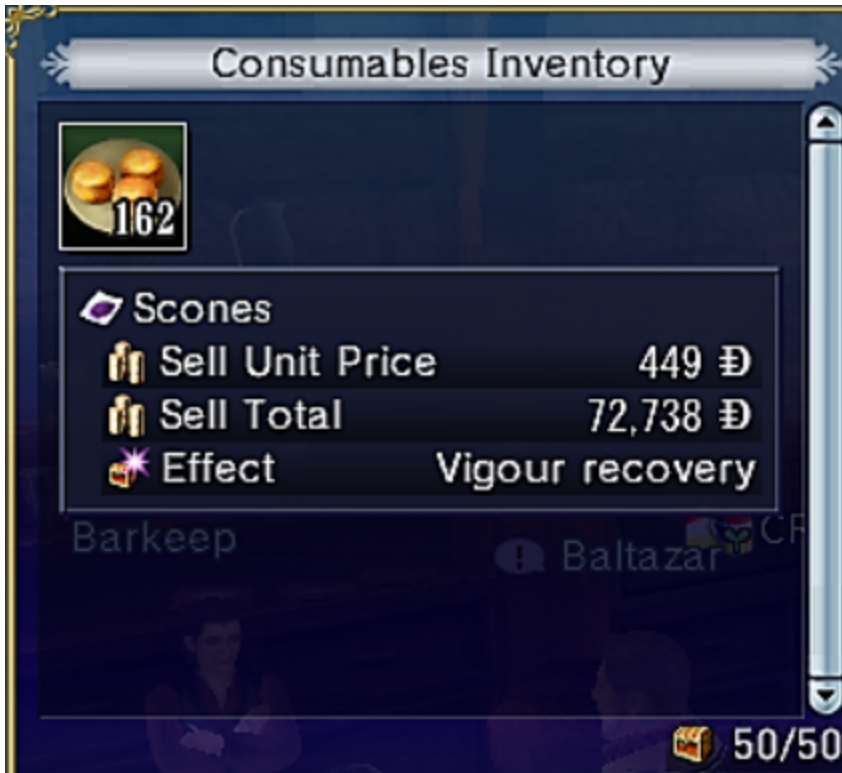 Consumables Inventory
162
Scones
Sell Unit Price 449 D
Sell Total 72,738 D
Effect Vigour recovery
Barkeep
! Baltazar
50/50